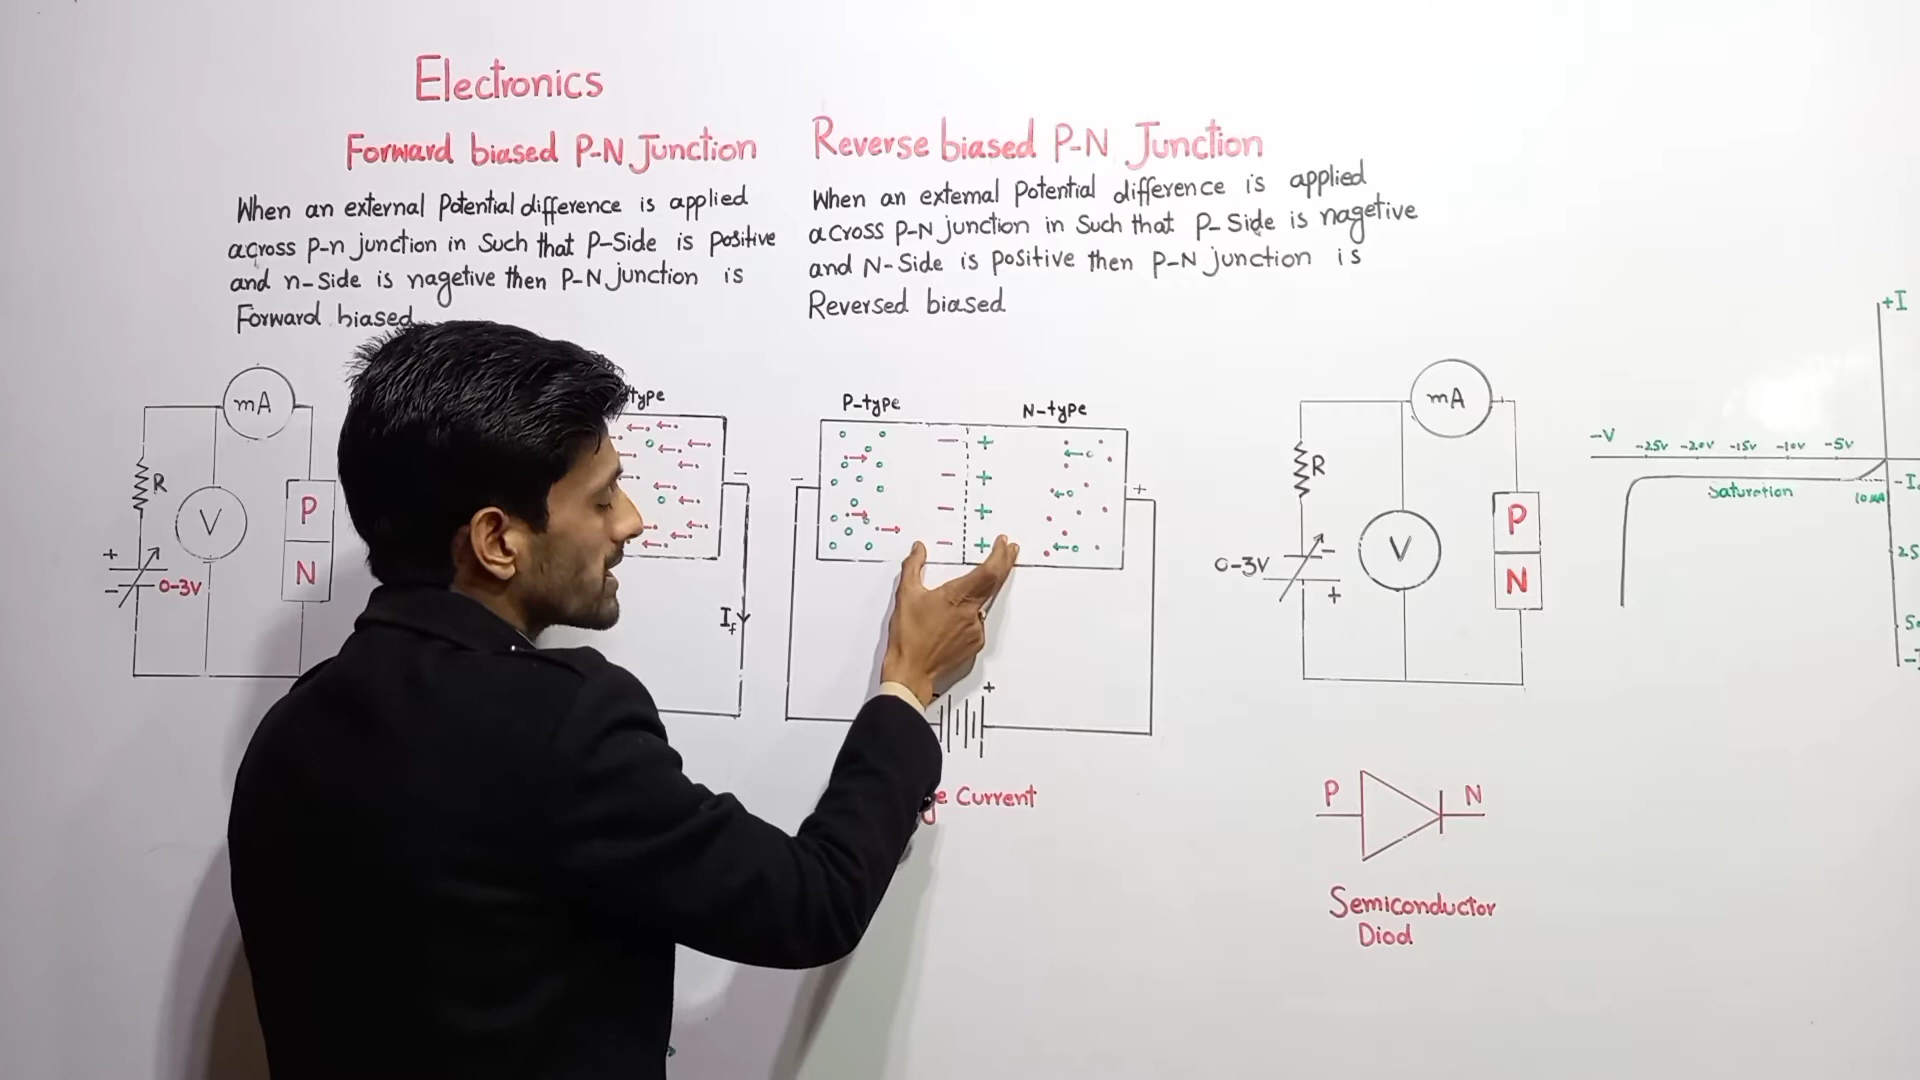 Electronics
Forward biased P-N Junction
When an external Potential difference is applied
across p-n junction in Such that P-Side is Positive
and n-Side is nagetive then P-N junction is
Forward biased
Reverse biased P-N Junction
When an external Potential difference is applied
across P-N junction in Such that P-Side is nagetive
and N-Side is positive then P-N junction is
Reversed biased
mA
R
V
P
N
+
-
0-3V
type
-
If
P-type
N-type
-
+
+
Current
mA
R
V
P
N
0-3V
-
+
P
N
Semiconductor
Diod
+I
-V
-25V -20V -15V -10V -5V
Saturation